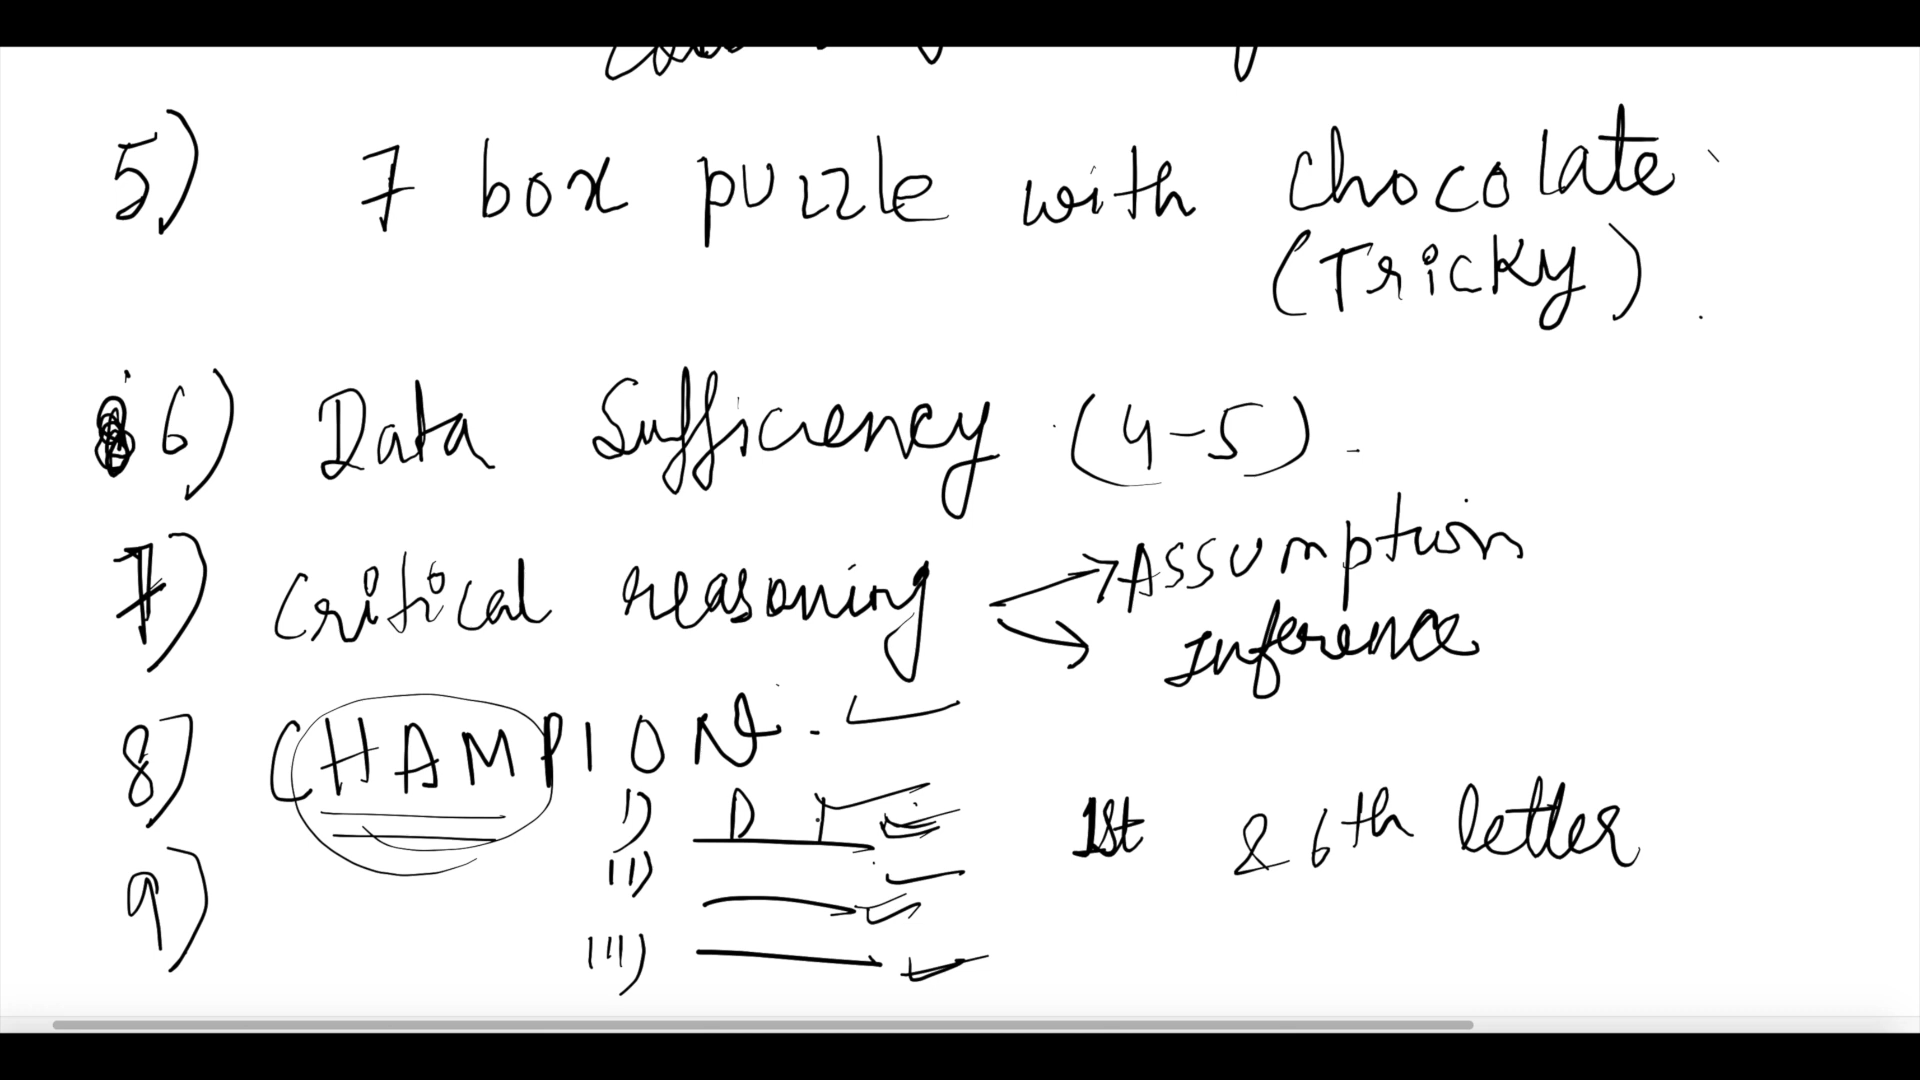 5) 7 box puzzle with chocolate
(Tricky)
6) Data Sufficiency (4-5)
7) Critical reasoning → Assumption
→ Inference
8) CHAMPION
i) D
1st & 6th letter
ii)
9)
iii)